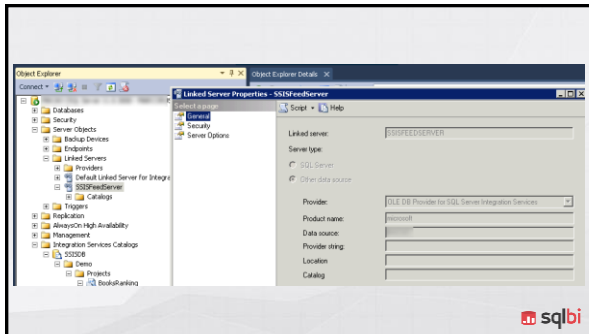 Object Explorer
Object Explorer Details
Connect
Databases
Security
Server Objects
Backup Devices
Endpoints
Linked Servers
Providers
Default Linked Server for Integra
SSISFeedServer
Catalogs
Triggers
Replication
AlwaysOn High Availability
Management
Integration Services Catalogs
SSISDB
Demo
Projects
BooksRanking
Linked Server Properties - SSISFeedServer
Select a page
General
Security
Server Options
Script
Help
Linked server:
SSISFEEDSERVER
Server type:
SQL Server
Other data source
Provider:
OLE DB Provider for SQL Server Integration Services
Product name:
microsoft
Data source:
Provider string:
Location
Catalog
sqlbi